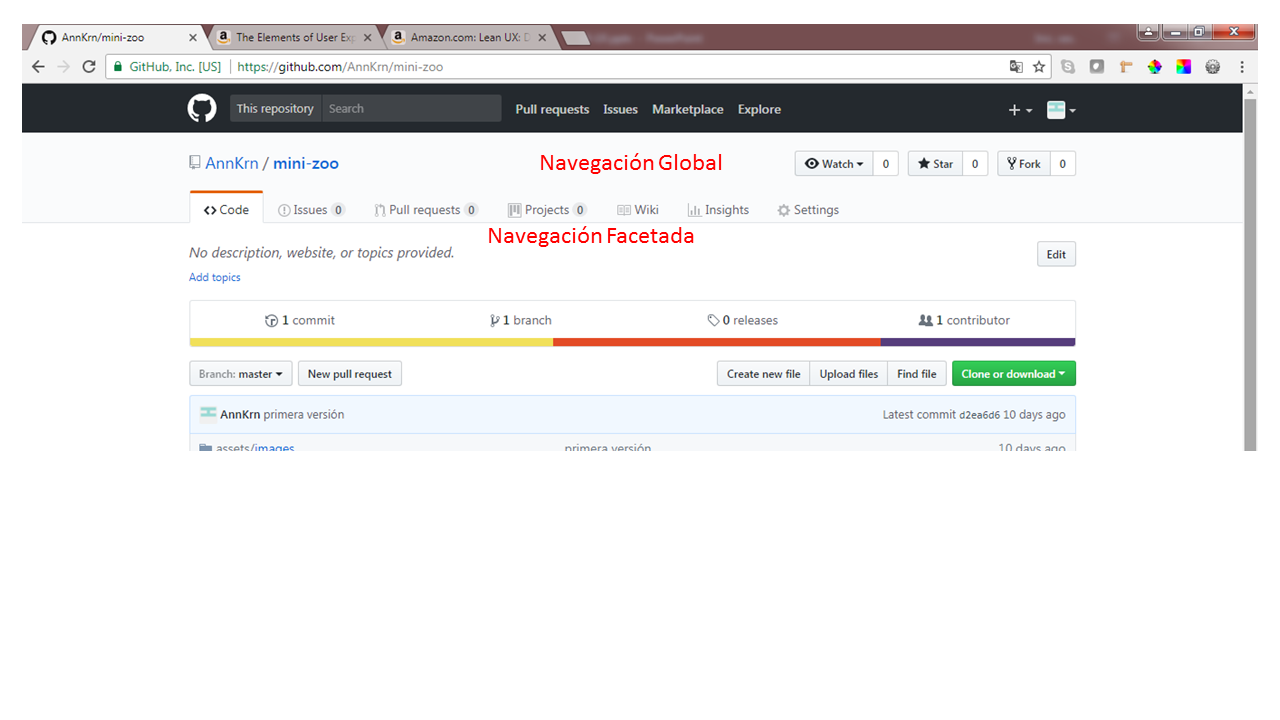 AnnKrn/mini-zoo The Elements of User Exp Amazon.com: Lean UX: D
GitHub, Inc. [US] https://github.com/AnnKrn/mini-zoo
This repository Search Pull requests Issues Marketplace Explore
AnnKrn / mini-zoo Navegación Global Watch 0 Star 0 Fork 0
Code Issues 0 Pull requests 0 Projects 0 Wiki Insights Settings
Navegación Facetada
No description, website, or topics provided. Edit
Add topics
1 commit 1 branch 0 releases 1 contributor
Branch: master New pull request Create new file Upload files Find file Clone or download
AnnKrn primera versión Latest commit d2ea6d6 10 days ago
assets/images primera versión 10 days ago